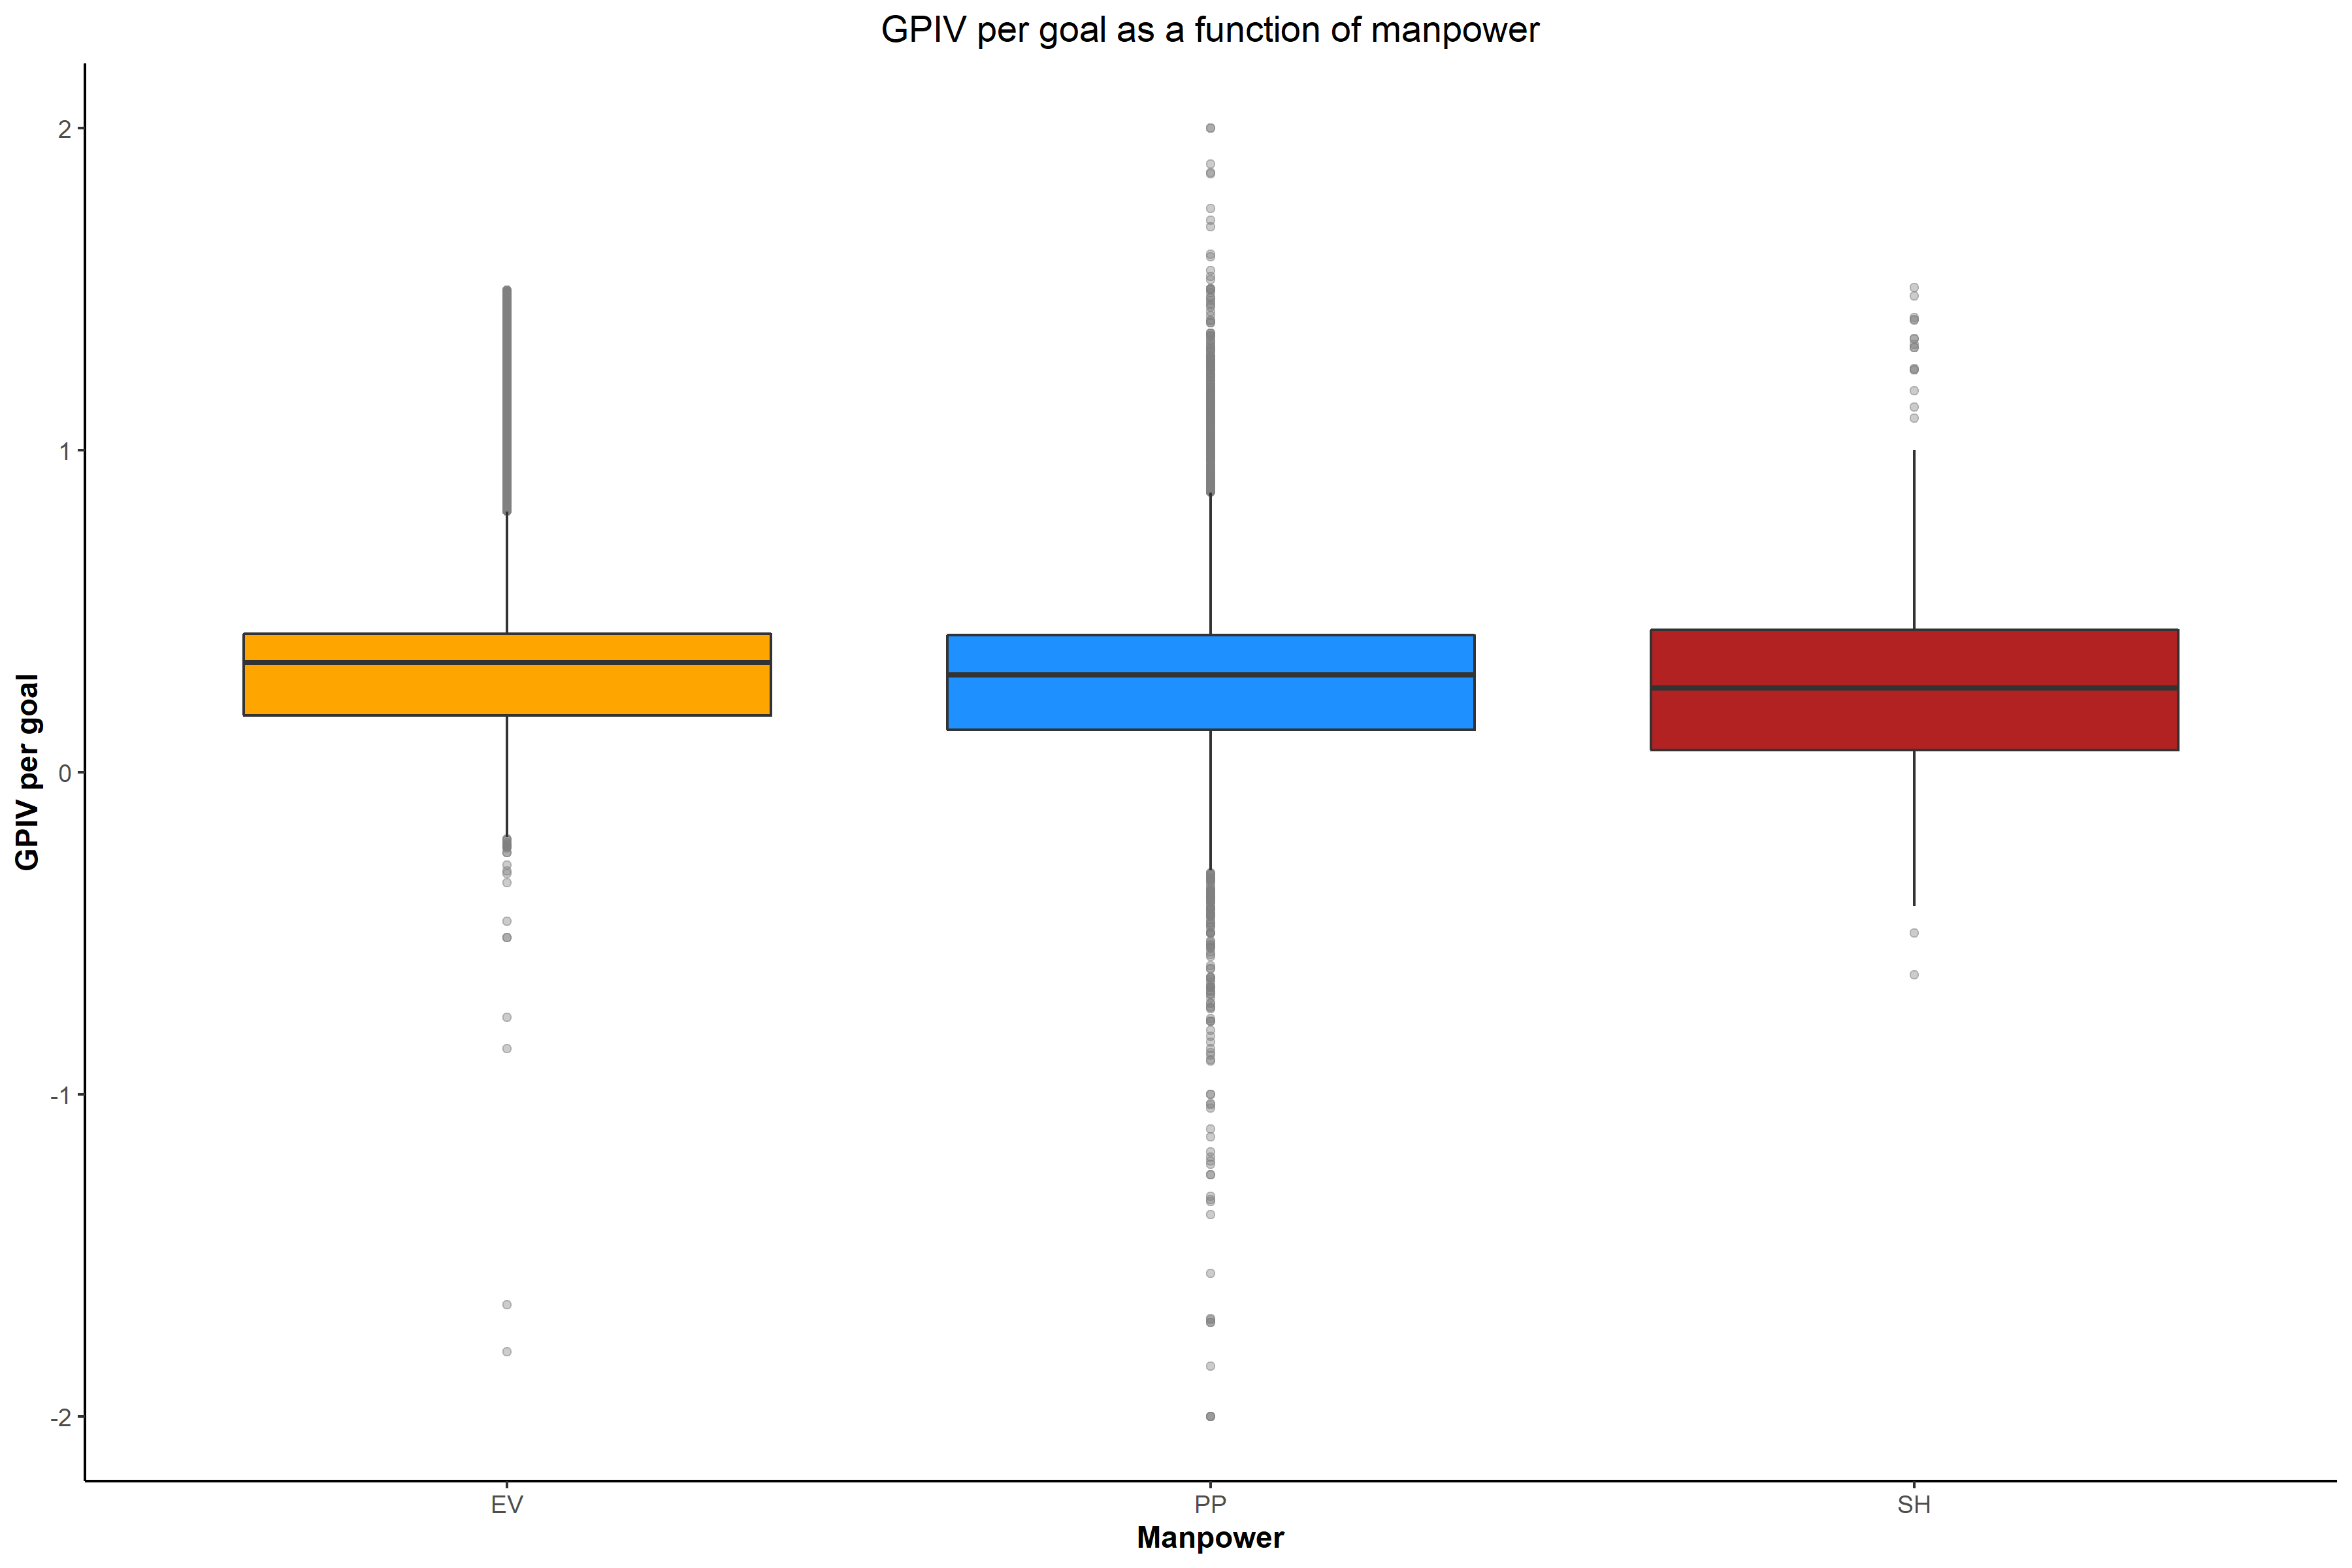 GPIV per goal as a function of manpower
GPIV per goal
2
1
0
-1
-2
EV PP SH
Manpower